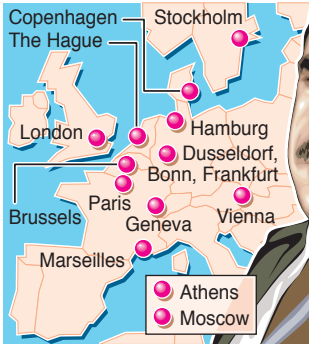 Copenhagen
The Hague
Stockholm
London
Hamburg
Dusseldorf,
Bonn, Frankfurt
Brussels
Paris
Geneva
Vienna
Marseilles
Athens
Moscow